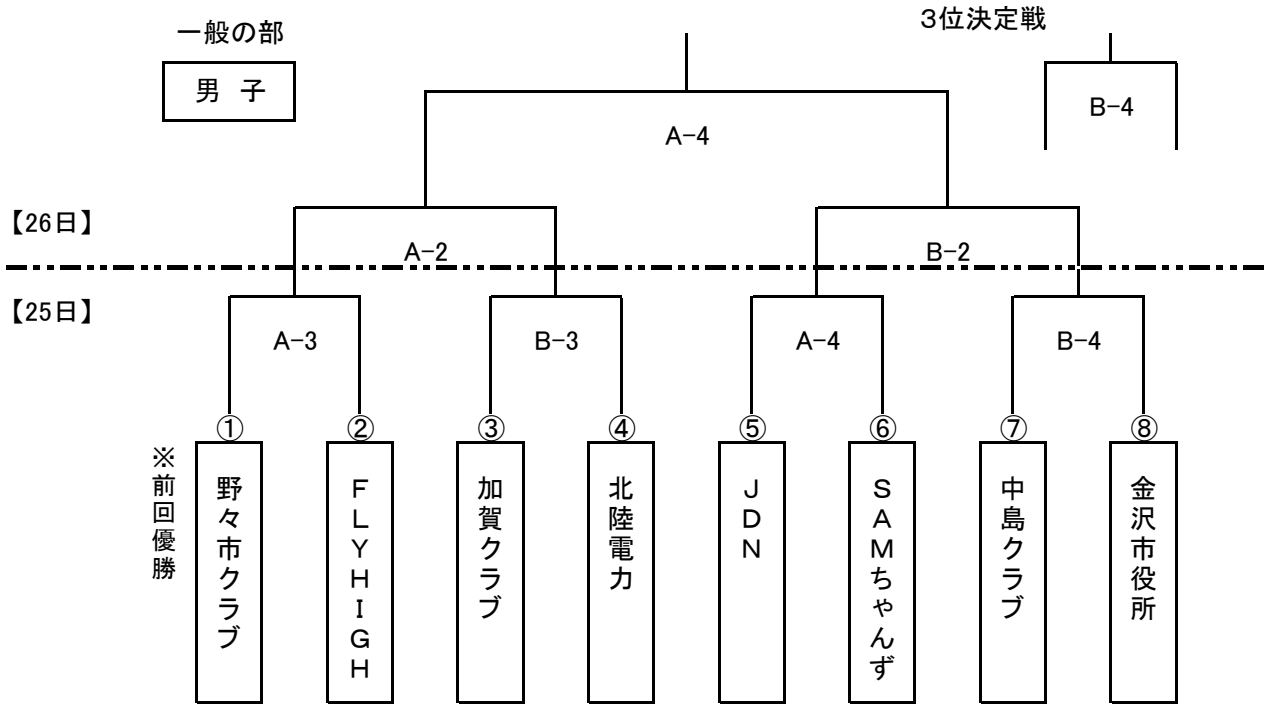 一般の部
3位決定戦
男 子
B-4
A-4
【26日】
A-2
B-2
【25日】
A-3
B-3
A-4
B-4
①
②
③
④
⑤
⑥
⑦
⑧
※前回優勝
野々市クラブ
FLYHIGH
加賀クラブ
北陸電力
JDN
SAMちゃんず
中島クラブ
金沢市役所